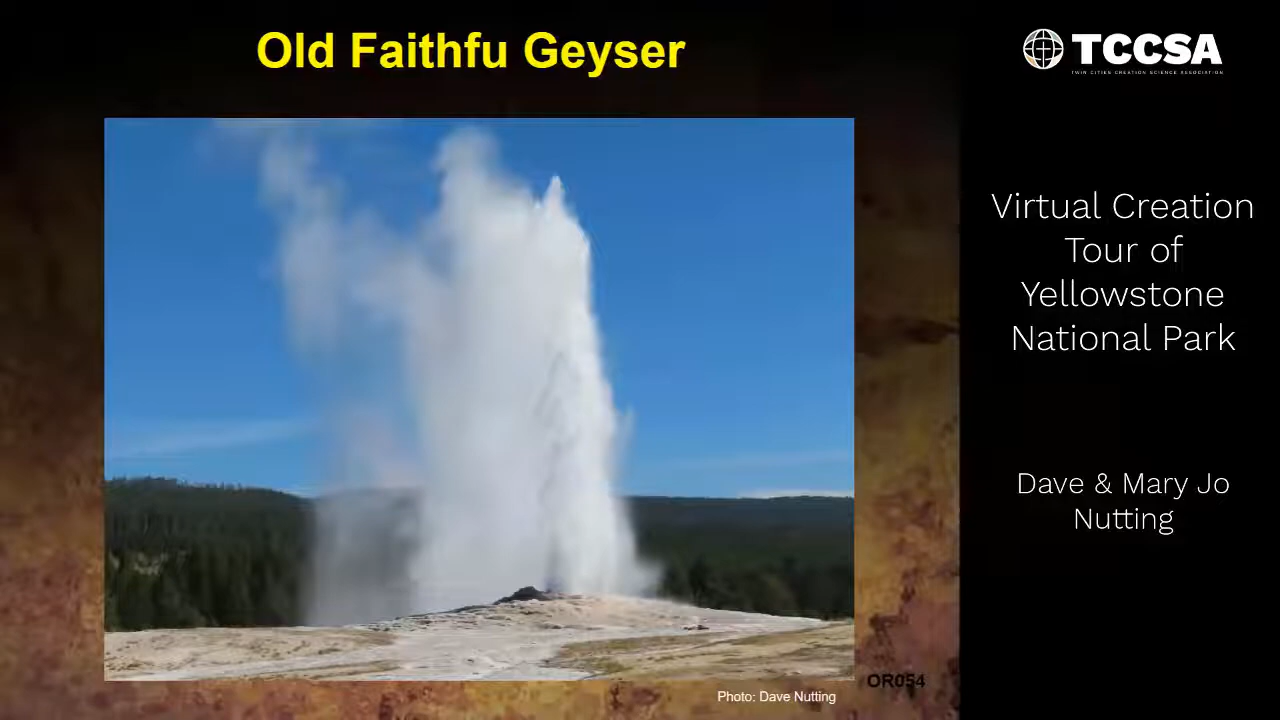 Old Faithfu Geyser
TCCSA
TWIN CITIES CREATION SCIENCE ASSOCIATION
Virtual Creation
Tour of
Yellowstone
National Park
Dave & Mary Jo
Nutting
OR054
Photo: Dave Nutting